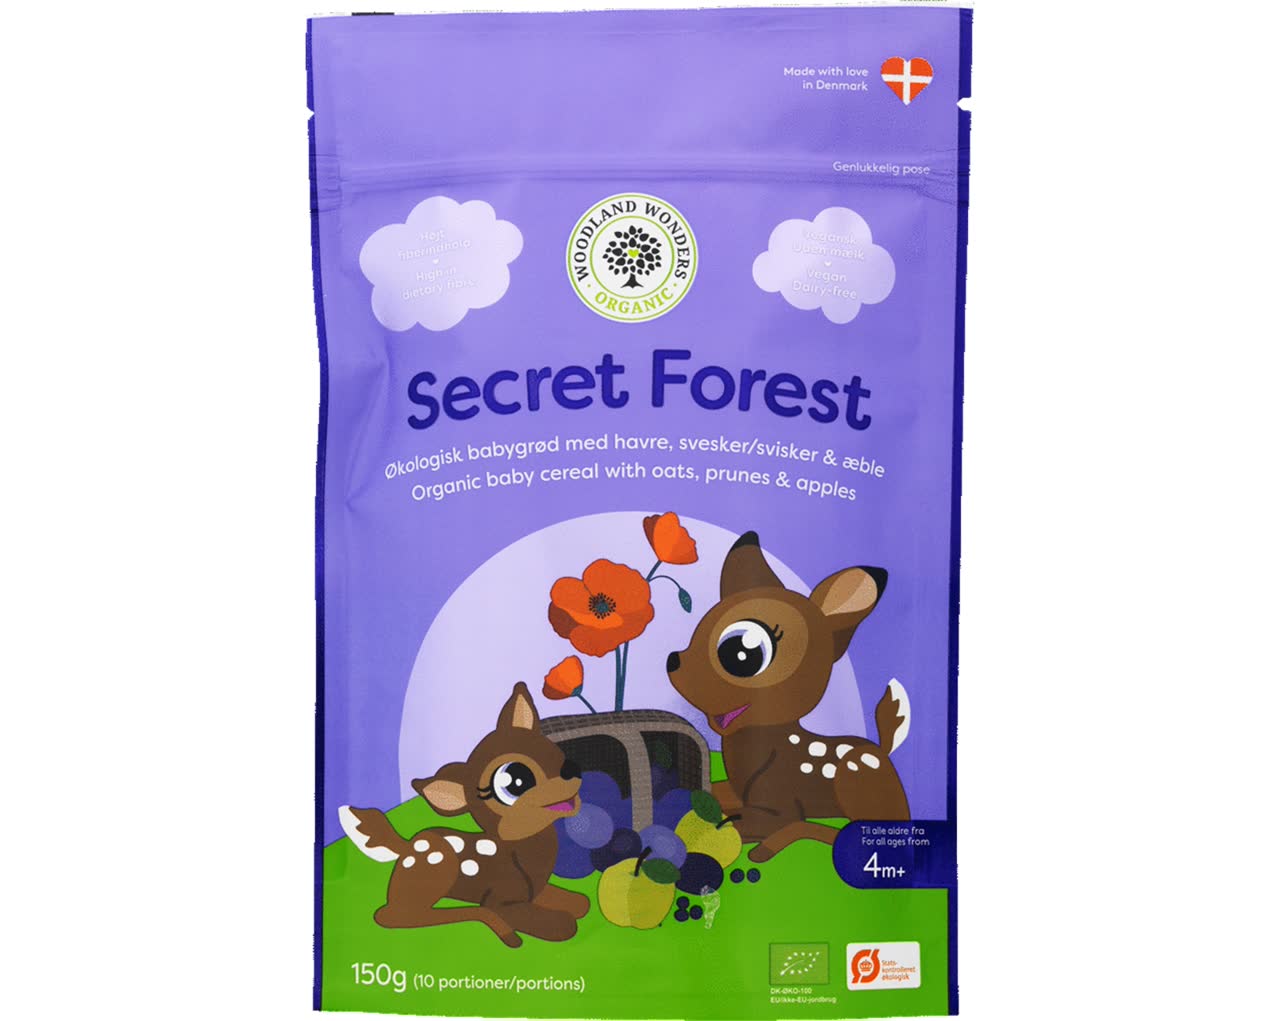 Made with love
in Denmark
Genlukkelig pose
WOODLAND WONDERS
• ORGANIC •
Højt
fiberindhold
High in
dietary fibre
Vegansk
Uden mælk
Vegan
Dairy-free
Secret Forest
Økologisk babygrød med havre, svesker/svisker & æble
Organic baby cereal with oats, prunes & apples
Til alle aldre fra
For all ages from
4m+
150g (10 portioner/portions)
DK-ØKO-100
EU/ikke-EU-jordbrug
Stats-
kontrolleret
økologisk